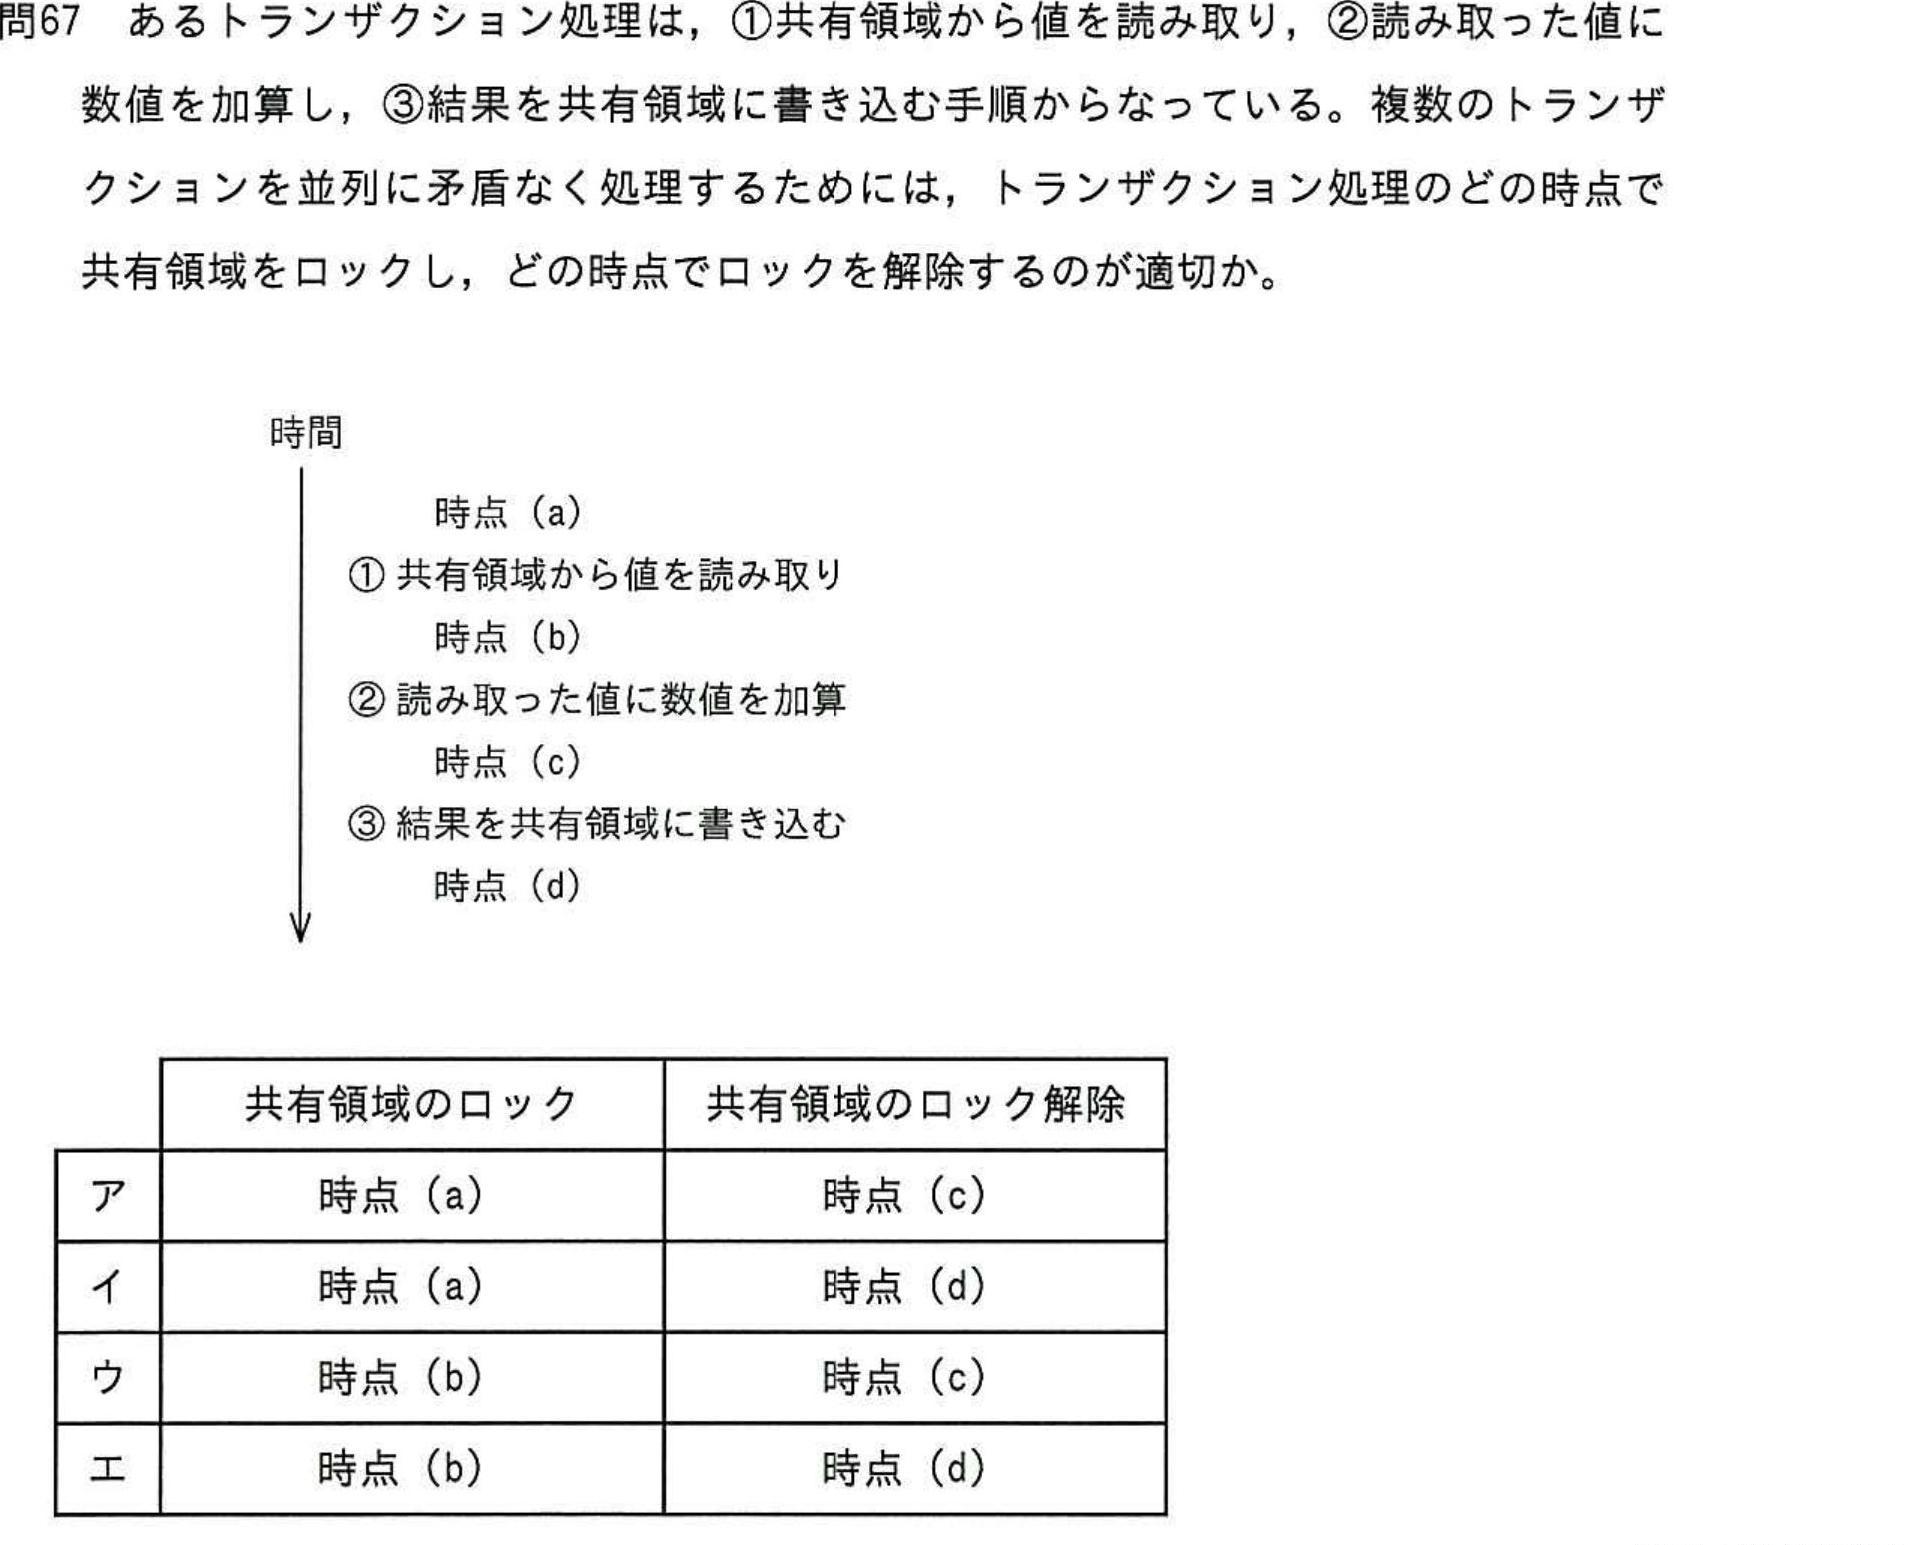 問67　あるトランザクション処理は，①共有領域から値を読み取り，②読み取った値に
数値を加算し，③結果を共有領域に書き込む手順からなっている。複数のトランザ
クションを並列に矛盾なく処理するためには，トランザクション処理のどの時点で
共有領域をロックし，どの時点でロックを解除するのが適切か。
時間
時点（a）
① 共有領域から値を読み取り
時点（b）
② 読み取った値に数値を加算
時点（c）
③ 結果を共有領域に書き込む
時点（d）
共有領域のロック　共有領域のロック解除
ア　時点（a）　時点（c）
イ　時点（a）　時点（d）
ウ　時点（b）　時点（c）
エ　時点（b）　時点（d）